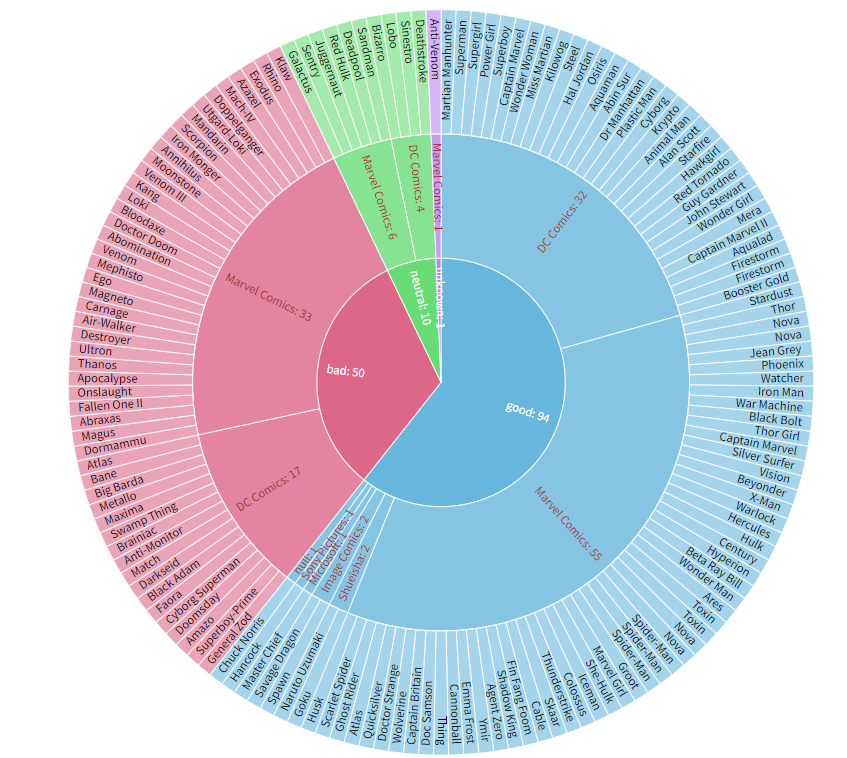 good: 94
bad: 50
neutral: 10
unknown: 1
DC Comics: 32
Marvel Comics: 55
Shueisha: 2
Image Comics: 2
Microsoft: 1
Sony Pictures: 1
null: 1
DC Comics: 17
Marvel Comics: 33
Marvel Comics: 6
DC Comics: 4
Marvel Comics: 1
Martian Manhunter
Superman
Supergirl
Power Girl
Superboy
Captain Marvel
Wonder Woman
Miss Martian
Kilowog
Steel
Hal Jordan
Osiris
Aquaman
Abin Sur
Dr Manhattan
Plastic Man
Cyborg
Krypto
Animal Man
Alan Scott
Starfire
Hawkgirl
Red Tornado
Guy Gardner
John Stewart
Wonder Girl
Mera
Captain Marvel II
Aqualad
Firestorm
Firestorm
Booster Gold
Stardust
Thor
Nova
Nova
Jean Grey
Phoenix
Watcher
Iron Man
War Machine
Black Bolt
Thor Girl
Captain Marvel
Silver Surfer
Vision
Beyonder
X-Man
Warlock
Hercules
Hulk
Century
Hyperion
Beta Ray Bill
Wonder Man
Ares
Toxin
Toxin
Nova
Nova
Spider-Man
Spider-Man
Spider-Man
Groot
Marvel Girl
She-Hulk
Iceman
Colossus
Skaar
Thunderstrike
Cable
Fin Fang Foom
Shadow King
Agent Zero
Ymir
Emma Frost
Cannonball
Thing
Doc Samson
Captain Britain
Wolverine
Doctor Strange
Quicksilver
Atlas
Ghost Rider
Scarlet Spider
Husk
Goku
Naruto Uzumaki
Spawn
Savage Dragon
Master Chief
Hancock
Chuck Norris
General Zod
Superboy-Prime
Amazo
Doomsday
Cyborg Superman
Faora
Black Adam
Darkseid
Match
Anti-Monitor
Brainiac
Swamp Thing
Maxima
Metallo
Big Barda
Bane
Atlas
Dormammu
Magus
Abraxas
Fallen One II
Onslaught
Apocalypse
Thanos
Ultron
Destroyer
Air-Walker
Carnage
Magneto
Ego
Mephisto
Venom
Abomination
Doctor Doom
Bloodaxe
Loki
Kang
Venom III
Moonstone
Annihilus
Iron Monger
Scorpion
Mandarin
Utgard-Loki
Doppelganger
Mach-IV
Azazel
Exodus
Rhino
Klaw
Galactus
Sentry
Juggernaut
Red Hulk
Deadpool
Sandman
Bizarro
Lobo
Sinestro
Deathstroke
Anti-Venom